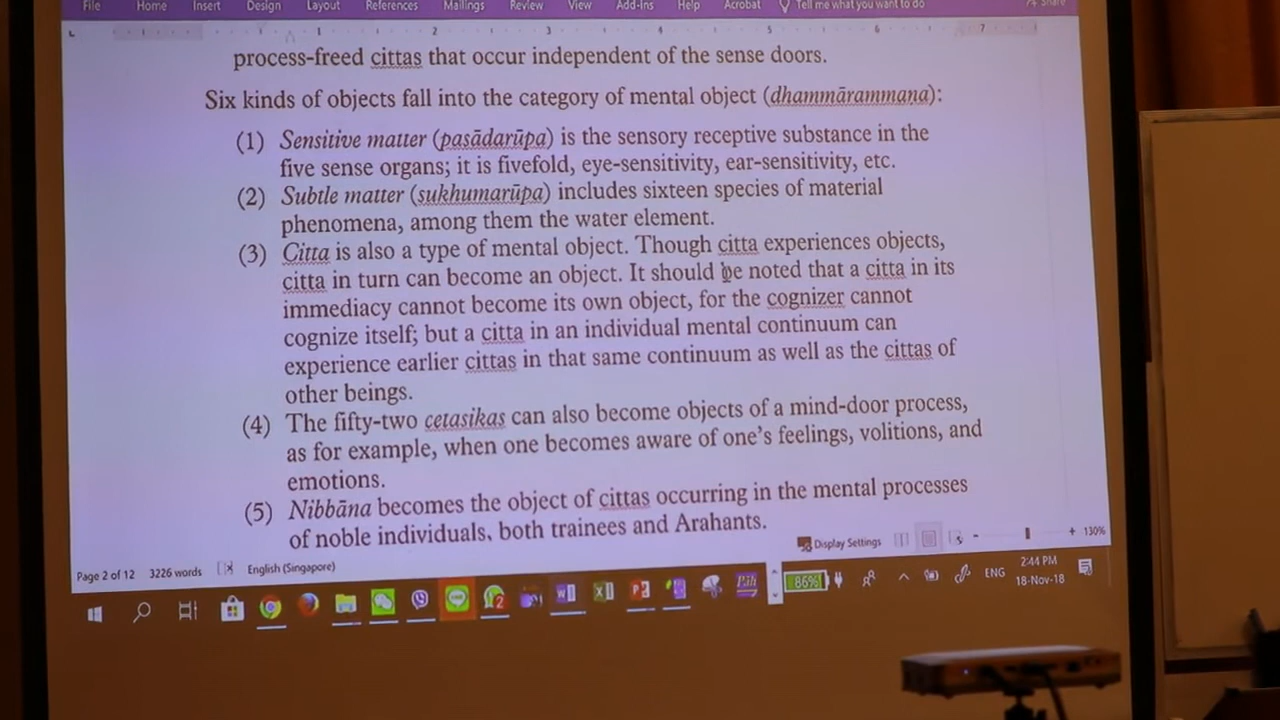 File Home Insert Design Layout References Mailings Review View Add-Ins Help Acrobat Tell me what you want to do Share
1 2 3 4 5 6 7
process-freed cittas that occur independent of the sense doors.
Six kinds of objects fall into the category of mental object (dhammārammaṇa):
(1) Sensitive matter (pasādarūpa) is the sensory receptive substance in the
five sense organs; it is fivefold, eye-sensitivity, ear-sensitivity, etc.
(2) Subtle matter (sukhumarūpa) includes sixteen species of material
phenomena, among them the water element.
(3) Citta is also a type of mental object. Though citta experiences objects,
citta in turn can become an object. It should be noted that a citta in its
immediacy cannot become its own object, for the cognizer cannot
cognize itself; but a citta in an individual mental continuum can
experience earlier cittas in that same continuum as well as the cittas of
other beings.
(4) The fifty-two cetasikas can also become objects of a mind-door process,
as for example, when one becomes aware of one's feelings, volitions, and
emotions.
(5) Nibbāna becomes the object of cittas occurring in the mental processes
of noble individuals, both trainees and Arahants.
Page 2 of 12 3226 words English (Singapore) Display Settings - + 130%
Pāli 86% ENG 2:44 PM
18-Nov-18